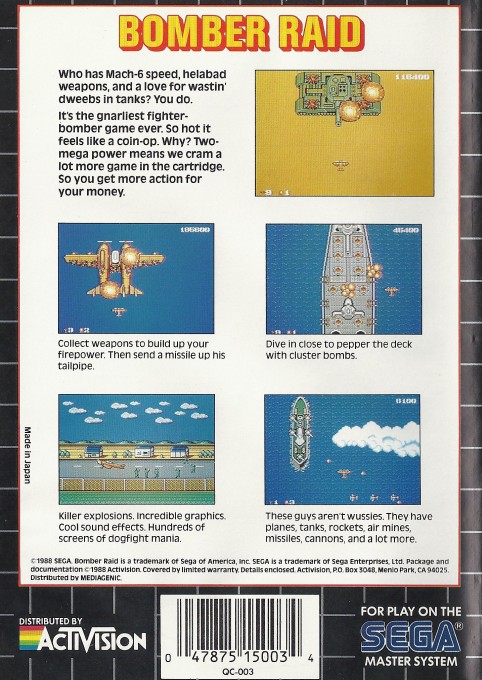 BOMBER RAID
Who has Mach-6 speed, helabad
weapons, and a love for wastin'
dweebs in tanks? You do.
It's the gnarliest fighter-
bomber game ever. So hot it
feels like a coin-op. Why? Two-
mega power means we cram a
lot more game in the cartridge.
So you get more action for
your money.
116400
9 1
186600
9 2
Collect weapons to build up your
firepower. Then send a missile up his
tailpipe.
45400
9 1
Dive in close to pepper the deck
with cluster bombs.
Killer explosions. Incredible graphics.
Cool sound effects. Hundreds of
screens of dogfight mania.
These guys aren't wussies. They have
planes, tanks, rockets, air mines,
missiles, cannons, and a lot more.
Made in Japan
©1988 SEGA. Bomber Raid is a trademark of Sega of America, Inc. SEGA is a trademark of Sega Enterprises, Ltd. Package and
documentation © 1988 Activision. Covered by limited warranty. Details enclosed. Activision, P.O. Box 3048, Menlo Park, CA 94025.
Distributed by MEDIAGENIC.
DISTRIBUTED BY
ACTIVISION
0 47875 15003 4
QC-003
FOR PLAY ON THE
SEGA®
MASTER SYSTEM